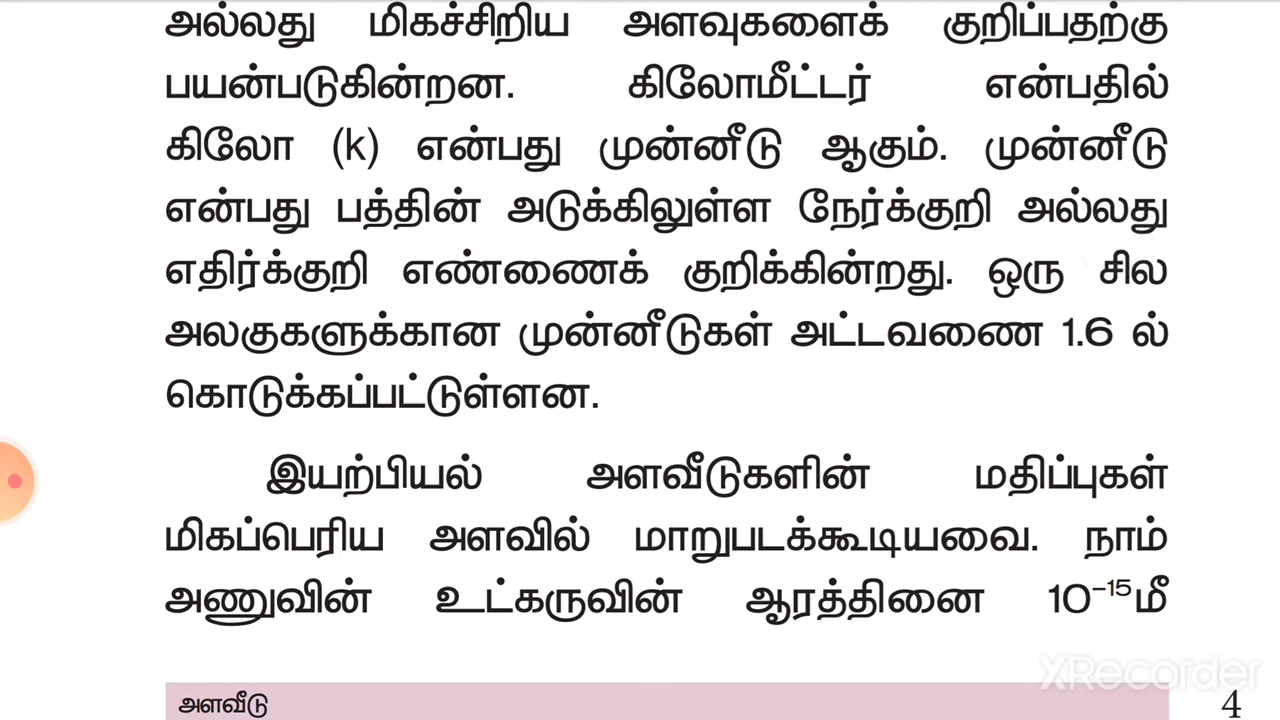 அல்லது மிகச்சிறிய அளவுகளைக் குறிப்பதற்கு
பயன்படுகின்றன. கிலோமீட்டர் என்பதில்
கிலோ (k) என்பது முன்னீடு ஆகும். முன்னீடு
என்பது பத்தின் அடுக்கிலுள்ள நேர்க்குறி அல்லது
எதிர்க்குறி எண்ணைக் குறிக்கின்றது. ஒரு சில
அலகுகளுக்கான முன்னீடுகள் அட்டவணை 1.6 ல்
கொடுக்கப்பட்டுள்ளன.
இயற்பியல் அளவீடுகளின் மதிப்புகள்
மிகப்பெரிய அளவில் மாறுபடக்கூடியவை. நாம்
அணுவின் உட்கருவின் ஆரத்தினை 10⁻¹⁵மீ
XRecorder
அளவீடு 4